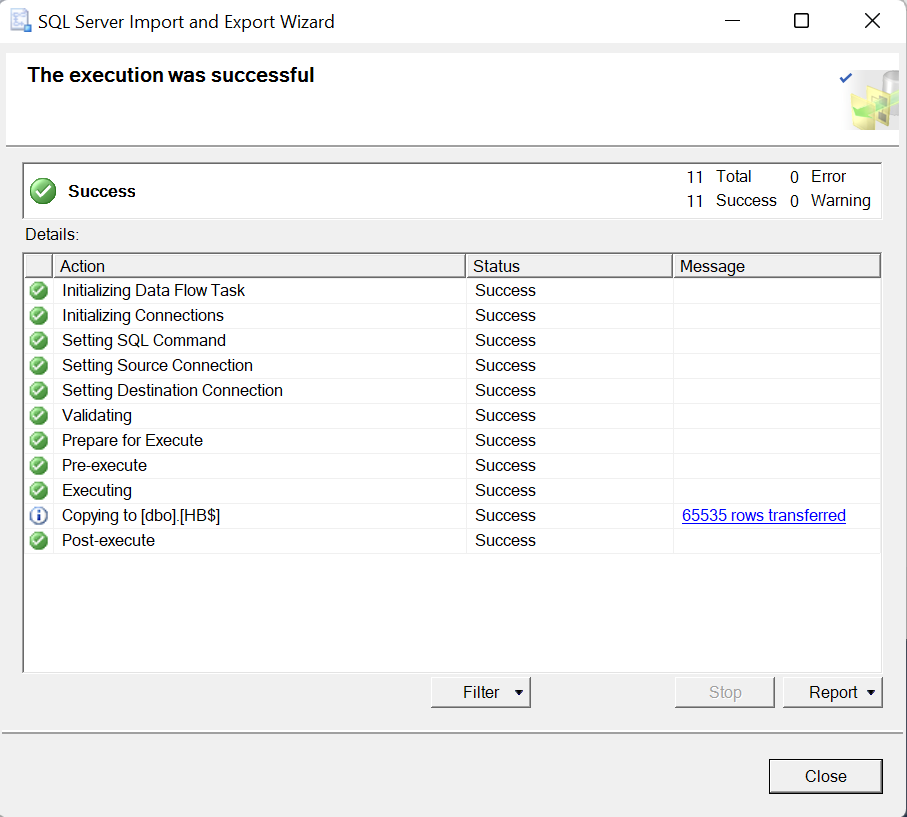 SQL Server Import and Export Wizard
The execution was successful
Success
11 Total 0 Error
11 Success 0 Warning
Details:
Action Status Message
Initializing Data Flow Task Success
Initializing Connections Success
Setting SQL Command Success
Setting Source Connection Success
Setting Destination Connection Success
Validating Success
Prepare for Execute Success
Pre-execute Success
Executing Success
Copying to [dbo].[HB$] Success 65535 rows transferred
Post-execute Success
Filter Stop Report
Close